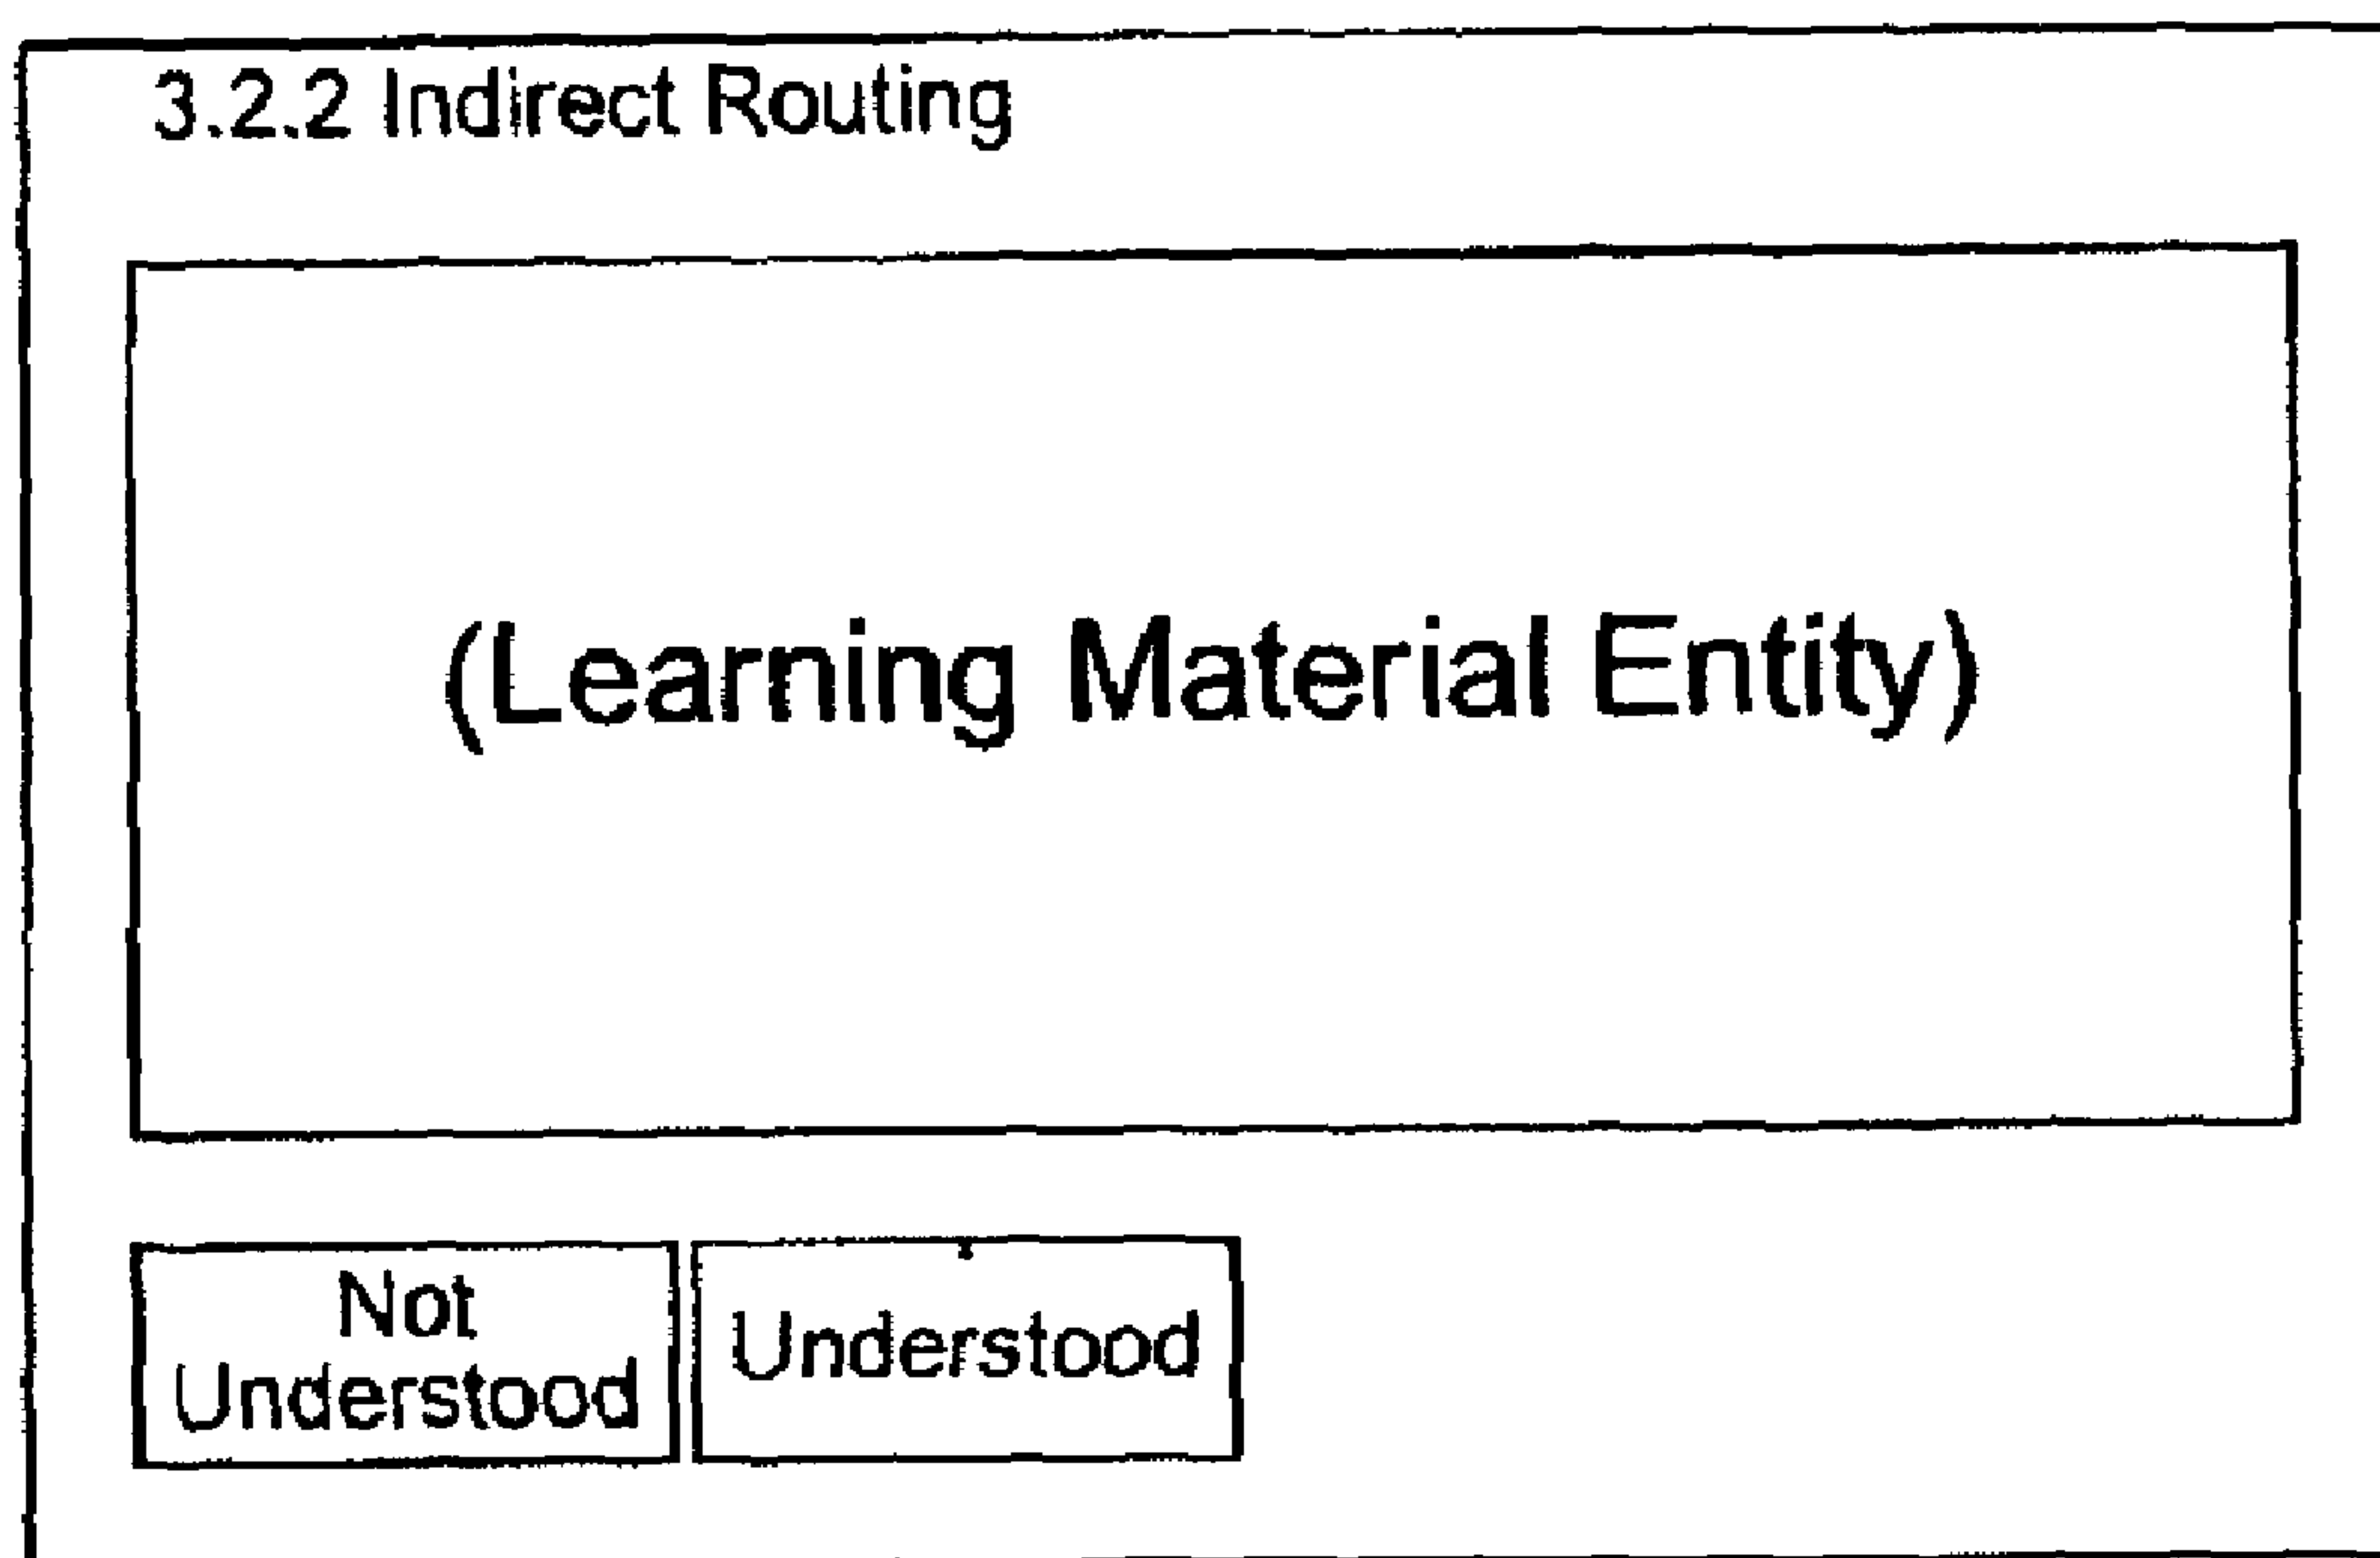 3.2.2 Indirect Routing
(Learning Material Entity)
Not
Understood
Understood